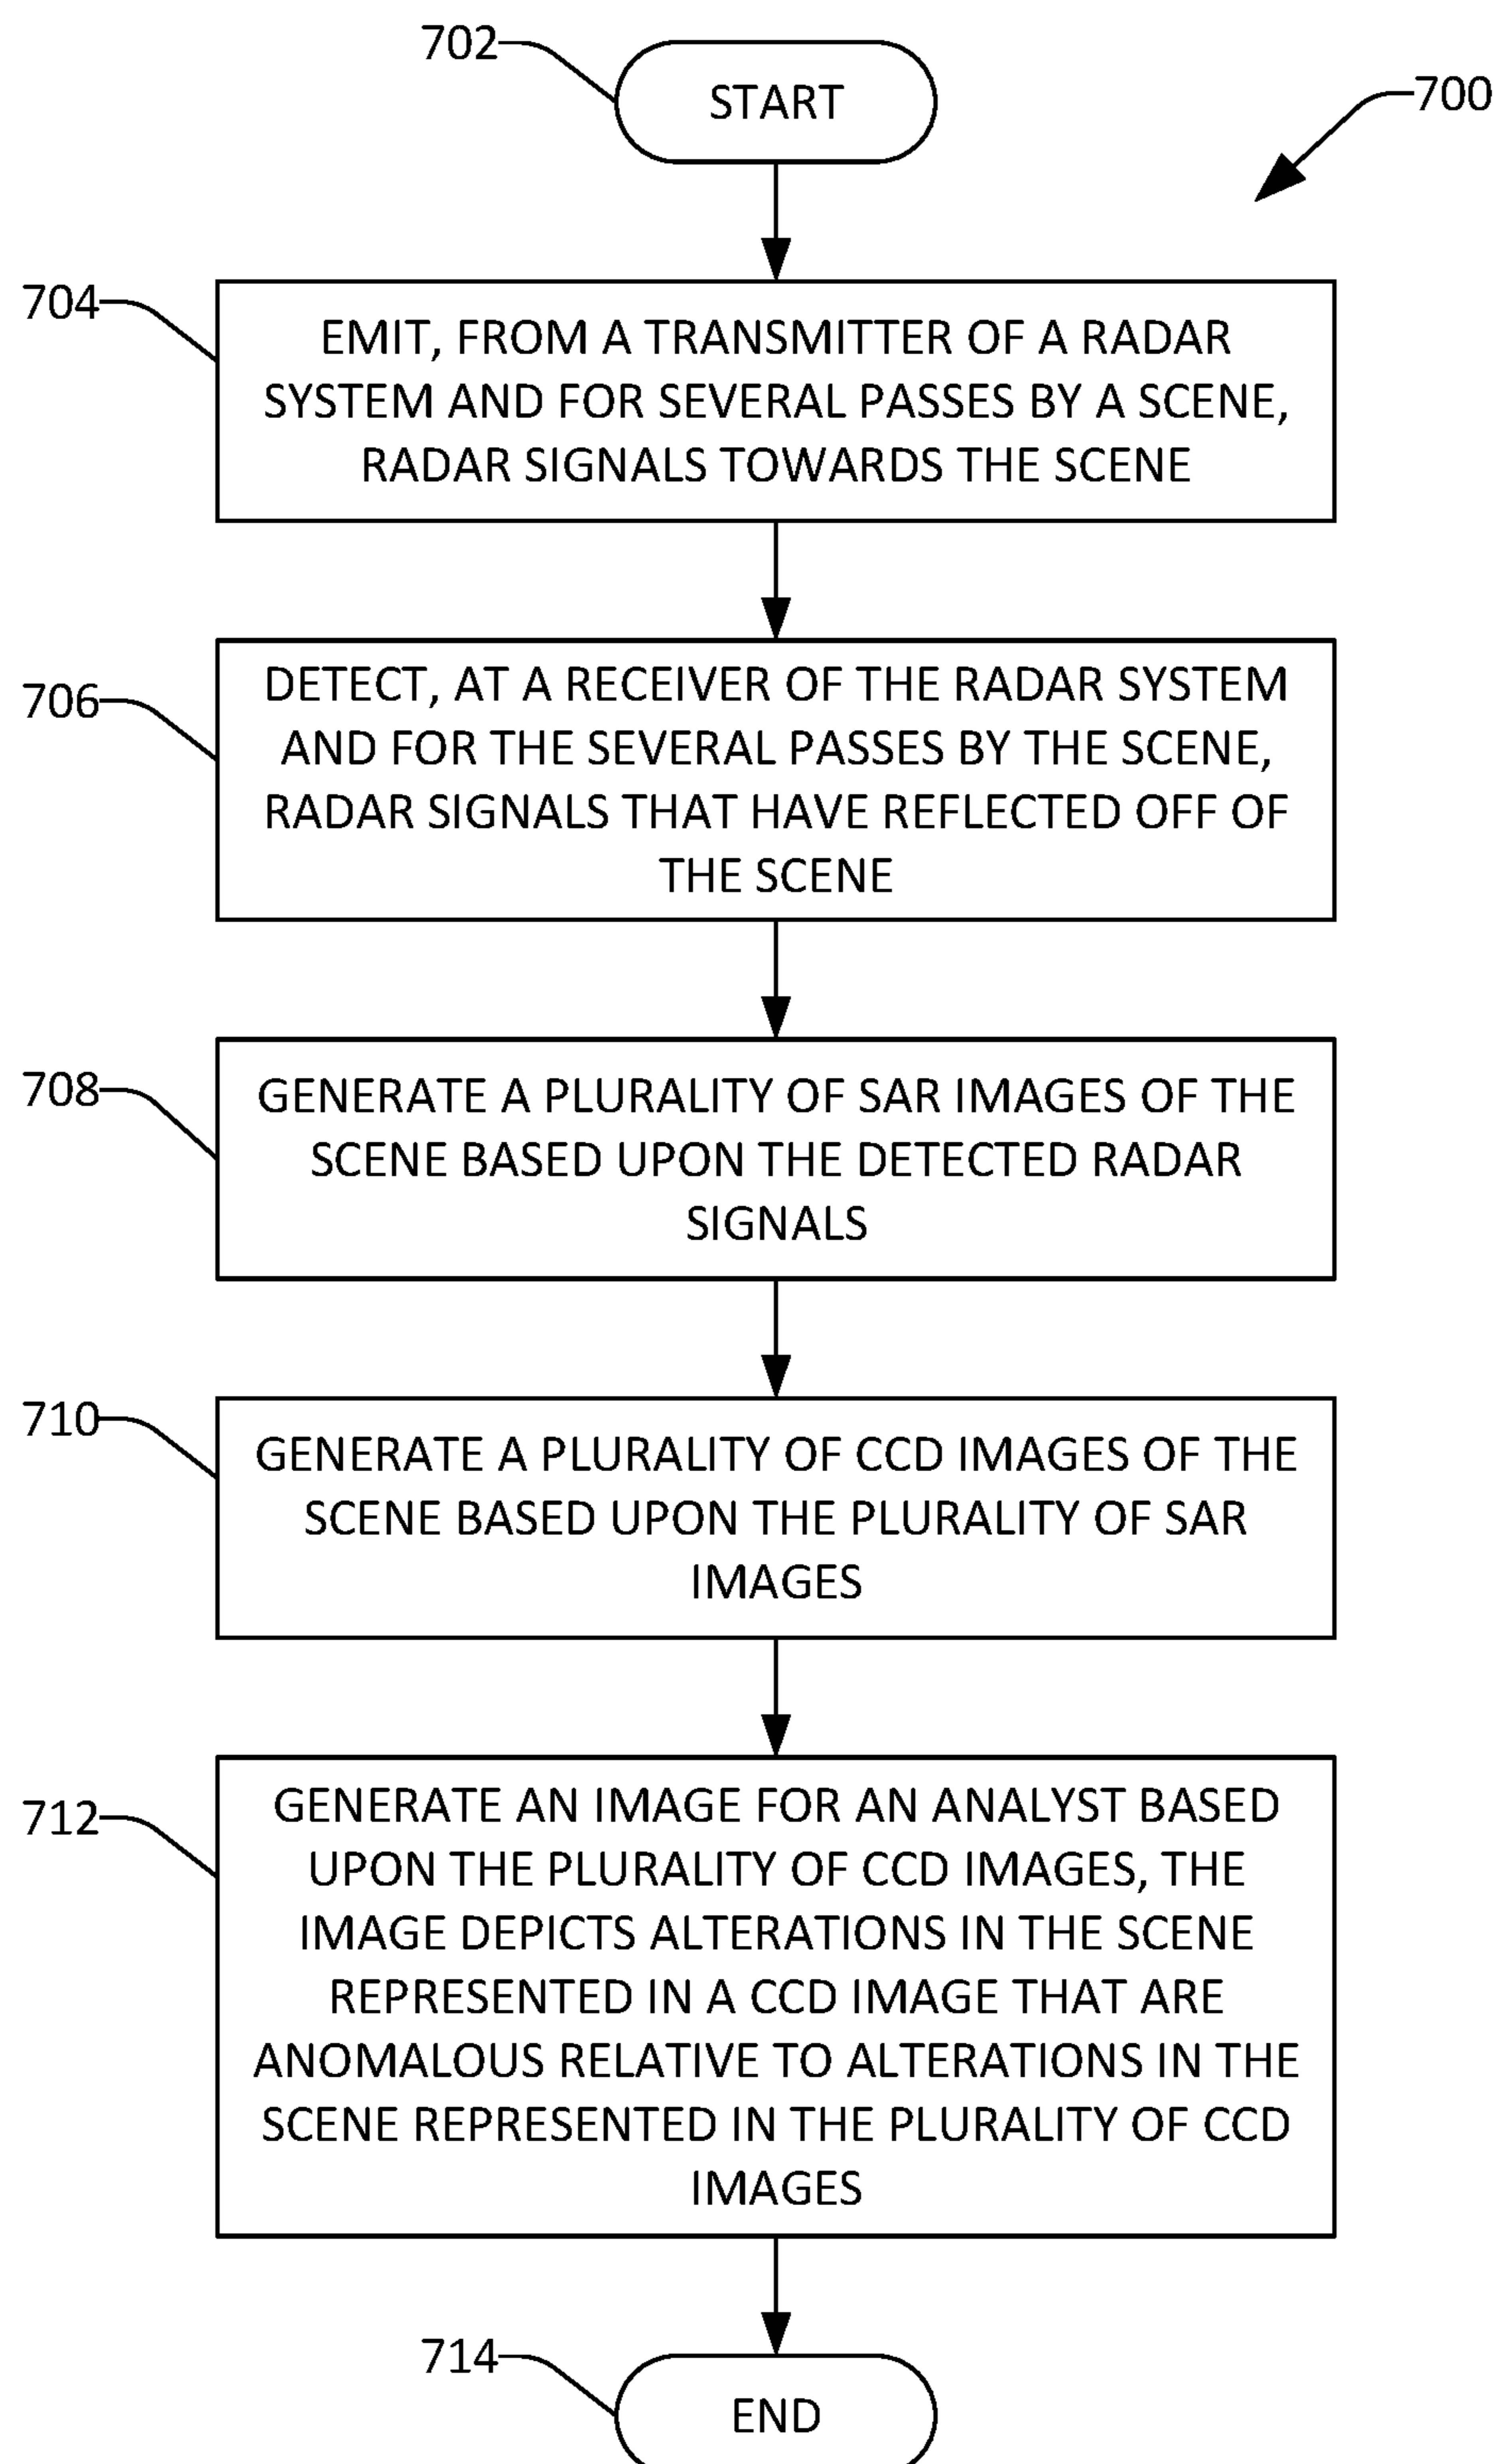 702
START
700
704
EMIT, FROM A TRANSMITTER OF A RADAR
SYSTEM AND FOR SEVERAL PASSES BY A SCENE,
RADAR SIGNALS TOWARDS THE SCENE
706
DETECT, AT A RECEIVER OF THE RADAR SYSTEM
AND FOR THE SEVERAL PASSES BY THE SCENE,
RADAR SIGNALS THAT HAVE REFLECTED OFF OF
THE SCENE
708
GENERATE A PLURALITY OF SAR IMAGES OF THE
SCENE BASED UPON THE DETECTED RADAR
SIGNALS
710
GENERATE A PLURALITY OF CCD IMAGES OF THE
SCENE BASED UPON THE PLURALITY OF SAR
IMAGES
712
GENERATE AN IMAGE FOR AN ANALYST BASED
UPON THE PLURALITY OF CCD IMAGES, THE
IMAGE DEPICTS ALTERATIONS IN THE SCENE
REPRESENTED IN A CCD IMAGE THAT ARE
ANOMALOUS RELATIVE TO ALTERATIONS IN THE
SCENE REPRESENTED IN THE PLURALITY OF CCD
IMAGES
714
END